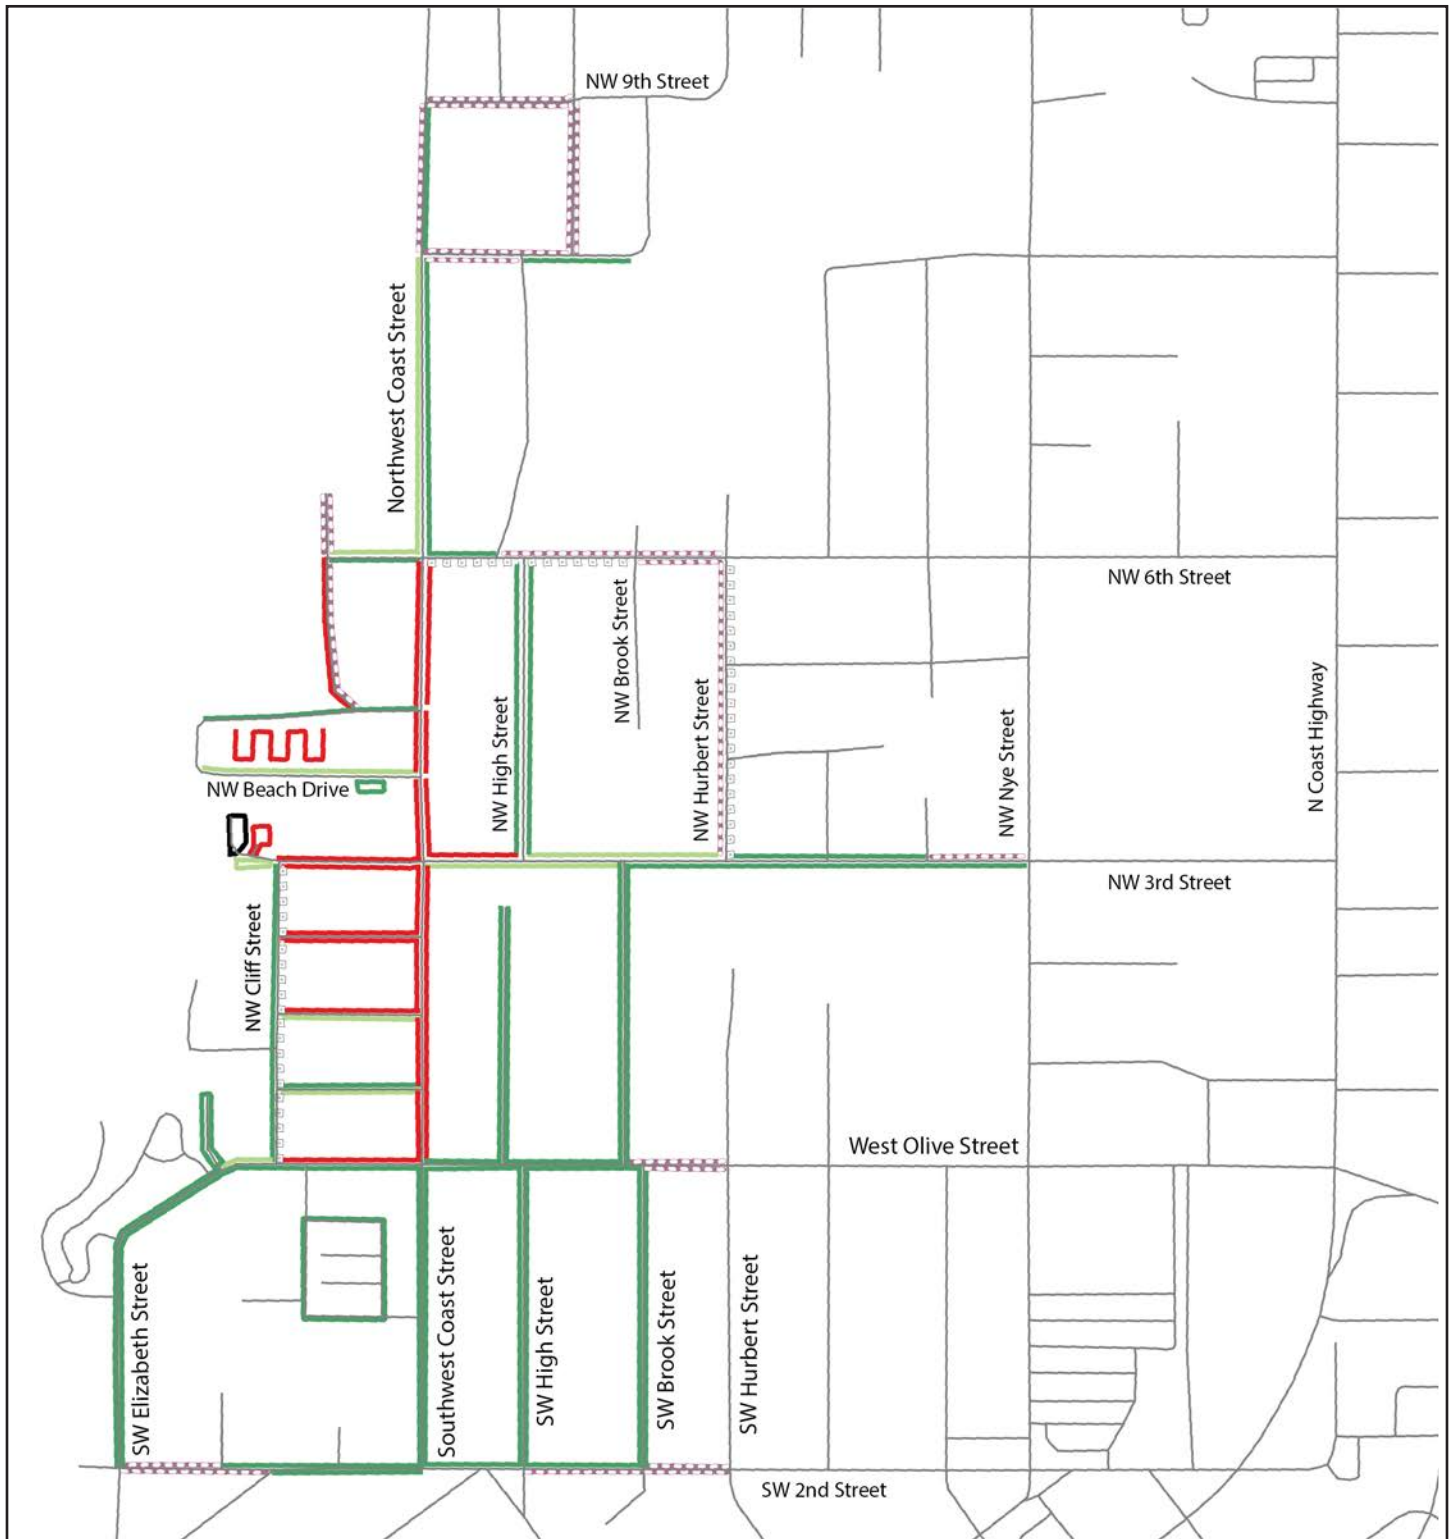 NW 9th Street
Northwest Coast Street
NW 6th Street
NW Brook Street
NW High Street
NW Hurbert Street
NW Nye Street
N Coast Highway
NW Beach Drive
NW 3rd Street
NW Cliff Street
West Olive Street
SW Elizabeth Street
Southwest Coast Street
SW High Street
SW Brook Street
SW Hurbert Street
SW 2nd Street